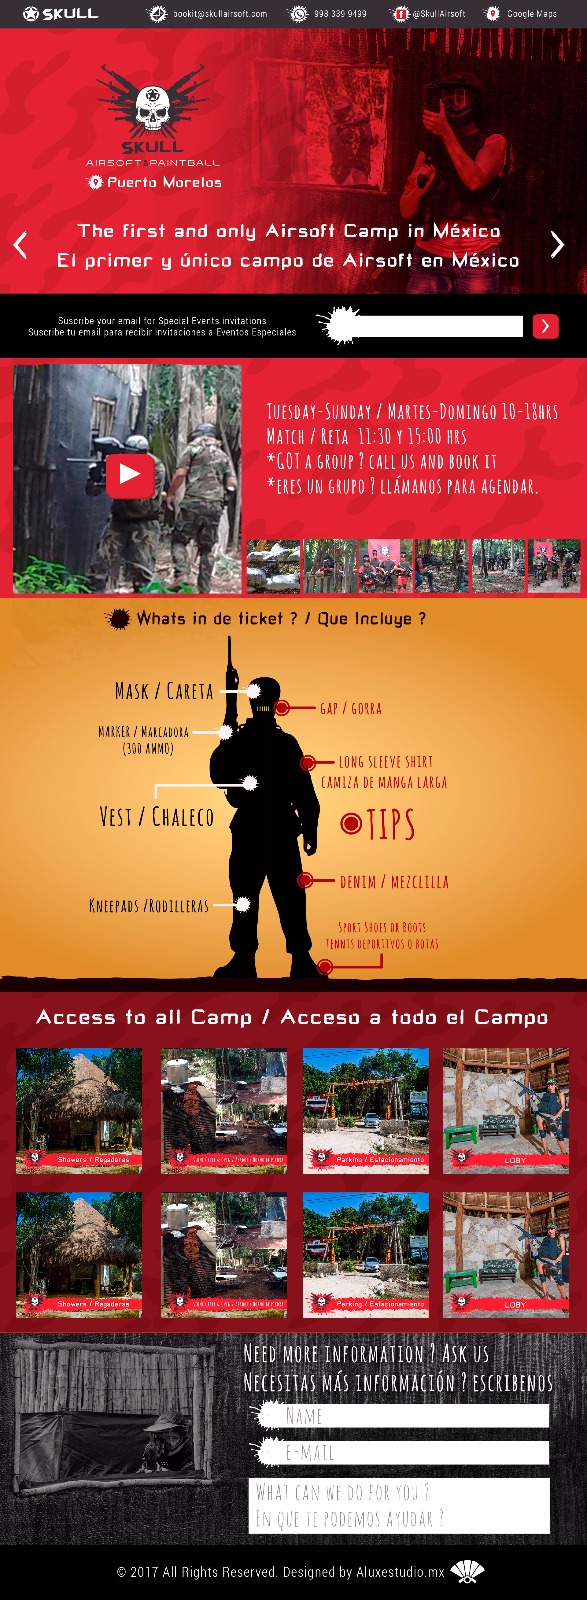 SKULL
bookit@skullairsoft.com
998 339 9499
@SkullAirsoft
Google Maps
SKULL
AIRSOFT & PAINTBALL
Puerto Morelos
The first and only Airsoft Camp in México
El primer y único campo de Airsoft en México
Suscribe your email for Special Events invitations
Suscribe tu email para recibir invitaciones a Eventos Especiales
Tuesday-Sunday / Martes-Domingo 10-18hrs
Match / Reta 11:30 y 15:00 hrs
*GOT A GROUP ? CALL US AND BOOK IT
*ERES UN GRUPO ? LLÁMANOS PARA AGENDAR.
Whats in de ticket ? / Que Incluye ?
Mask / Careta
GAP / GORRA
MARKER / Marcadora
(300 AMMO)
LONG SLEEVE SHIRT
CAMIZA DE MANGA LARGA
Vest / Chaleco
TIPS
DENIM / MEZCLILLA
Kneepads /Rodilleras
Sport Shoes or Boots
TENNIS DEPORTIVOS O BOTAS
Access to all Camp / Acceso a todo el Campo
Showers / Regaderas
Parking / Estacionamiento
LOBY
Showers / Regaderas
Parking / Estacionamiento
LOBY
Need more information ? Ask us
Necesitas más información ? escribenos
Name
E-mail
What can we do for you ?
En que te podemos ayudar ?
© 2017 All Rights Reserved. Designed by Aluxestudio.mx